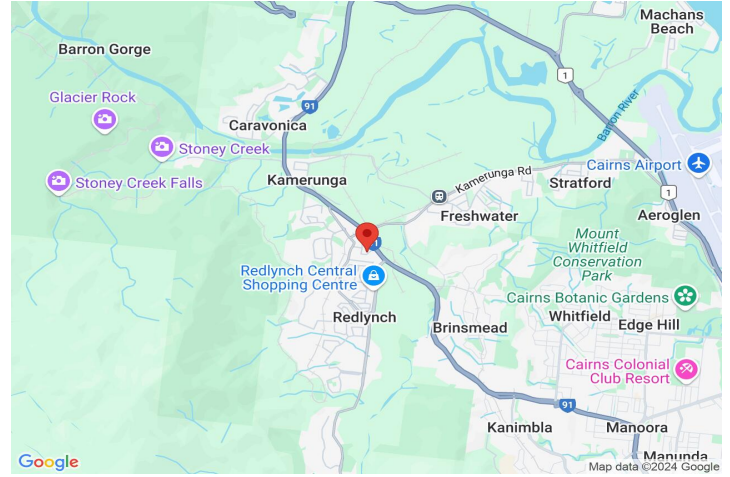 Machans
Beach
Barron Gorge
1
Glacier Rock
91
Caravonica
Barron River
Stoney Creek
Cairns Airport
Kamerunga
Kamerunga Rd
Stoney Creek Falls
Stratford
1
Freshwater
Aeroglen
Mount
Whitfield
Conservation
Park
Redlynch Central
Shopping Centre
Cairns Botanic Gardens
Redlynch
Whitfield
Brinsmead
Edge Hill
Cairns Colonial
Club Resort
91
Kanimbla
Manoora
Manunda
Google
Map data ©2024 Google